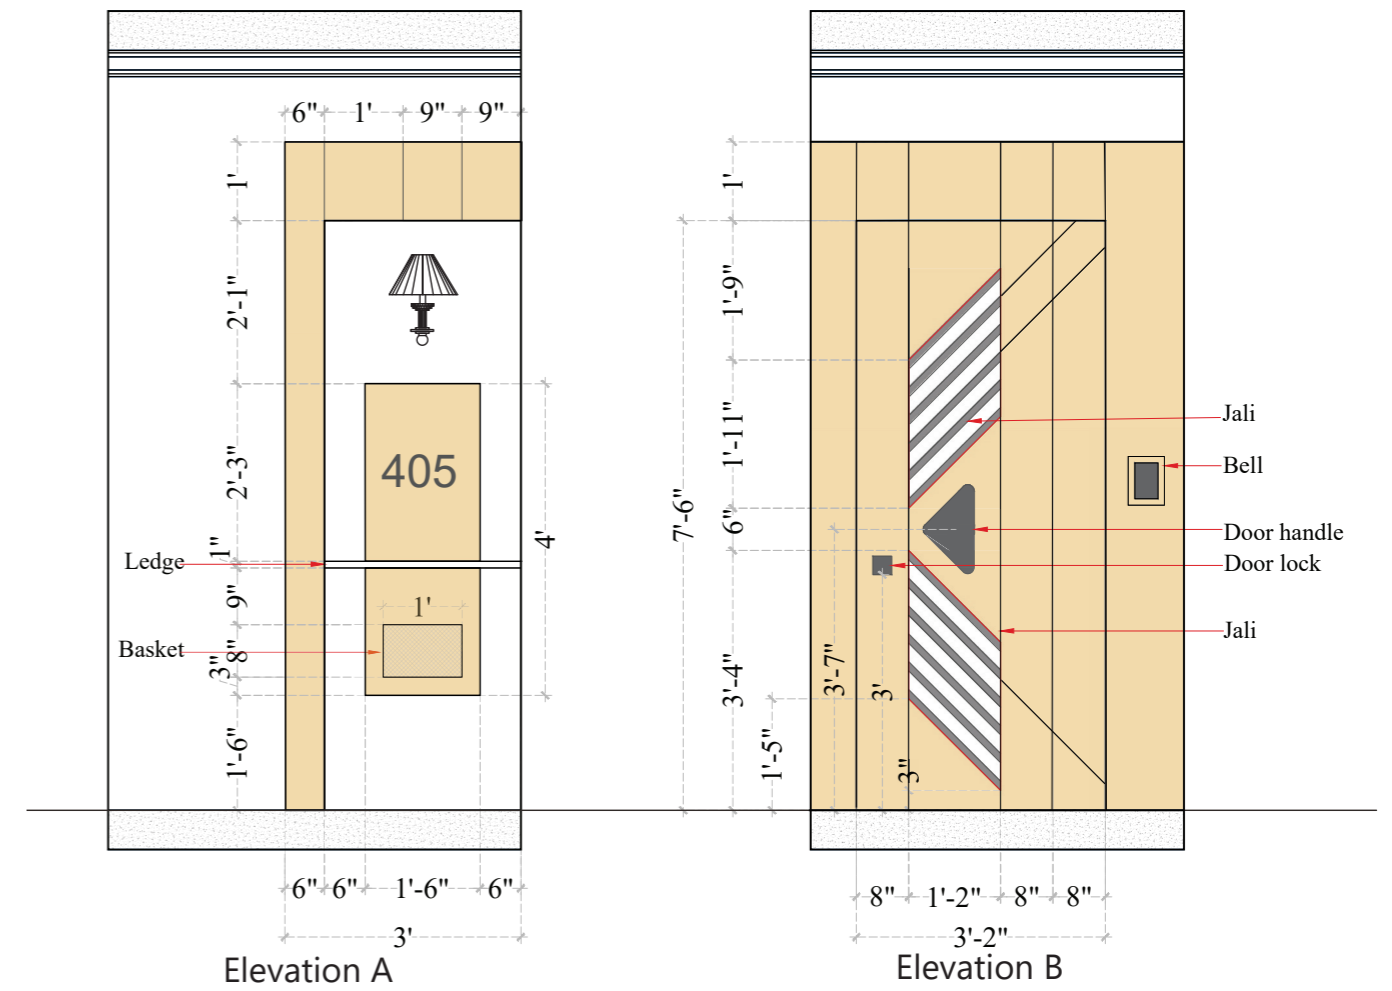 6" 1' 9" 9"
1'
2'-1"
2'-3"
405
1"
Ledge
4'
9"
1'
8"
Basket
3"
1'-6"
6" 6" 1'-6" 6"
3'
Elevation A
1'
1'-9"
1'-11"
7'-6"
6"
3'-4"
3'-7"
3'
1'-5"
3"
Jali
Bell
Door handle
Door lock
Jali
8" 1'-2" 8" 8"
3'-2"
Elevation B